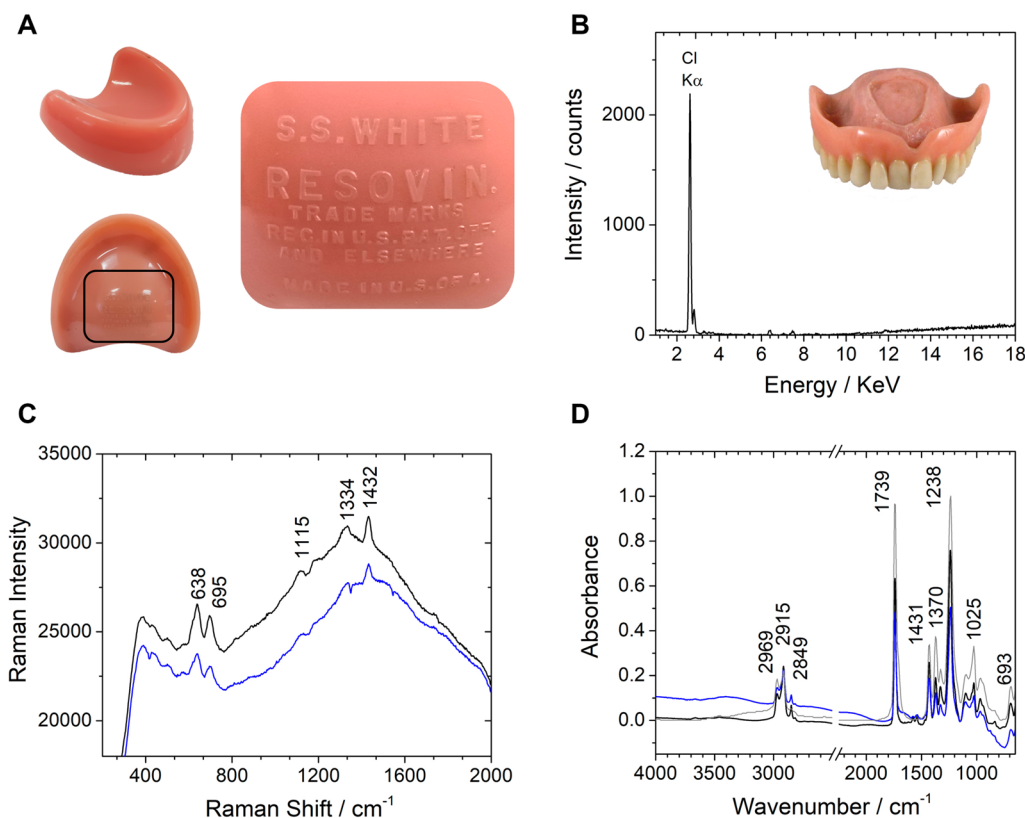 A
S.S. WHITE
RESOVIN.
TRADE MARKS
REG. IN U.S. PAT. OFF.
AND ELSEWHERE
MADE IN U.S. OF A.
B
Cl
Kα
Intensity / counts
2000
1000
0
2 4 6 8 10 12 14 16 18
Energy / KeV
C
Raman Intensity
35000
30000
25000
20000
638
695
1115
1334
1432
400 800 1200 1600 2000
Raman Shift / cm⁻¹
D
Absorbance
1.2
1.0
0.8
0.6
0.4
0.2
0.0
2969
2915
2849
1739
1431
1370
1238
1025
693
4000 3500 3000 2000 1500 1000
Wavenumber / cm⁻¹